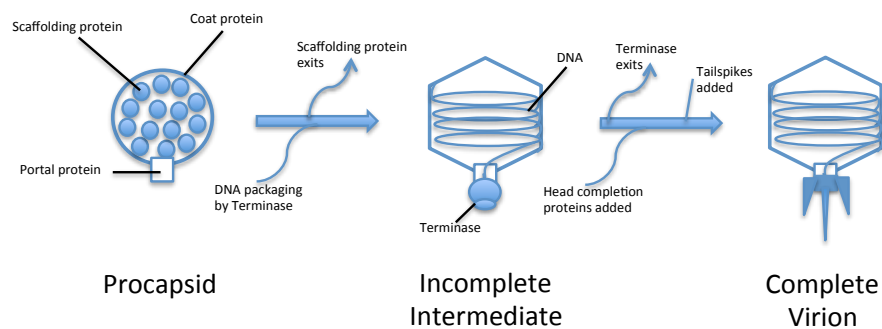 Scaffolding protein
Coat protein
Portal protein
Scaffolding protein
exits
DNA packaging
by Terminase
DNA
Terminase
Terminase
exits
Tailspikes
added
Head completion
proteins added
Procapsid
Incomplete
Intermediate
Complete
Virion